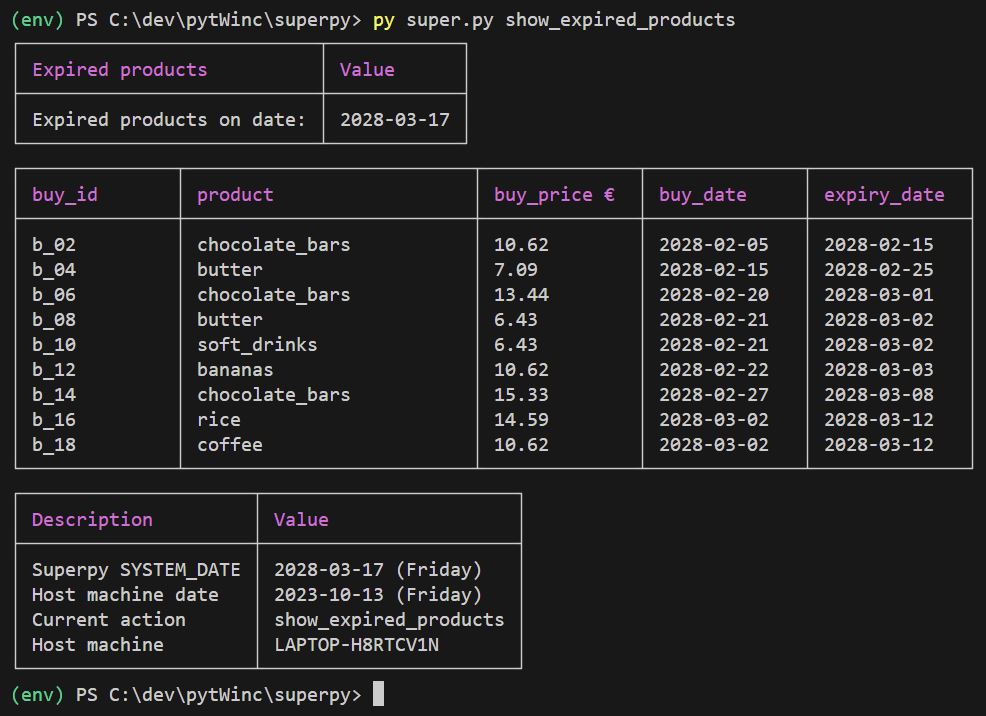 (env) PS C:\dev\pytWinc\superpy> py super.py show_expired_products
Expired products Value
Expired products on date: 2028-03-17
buy_id product buy_price € buy_date expiry_date
b_02 chocolate_bars 10.62 2028-02-05 2028-02-15
b_04 butter 7.09 2028-02-15 2028-02-25
b_06 chocolate_bars 13.44 2028-02-20 2028-03-01
b_08 butter 6.43 2028-02-21 2028-03-02
b_10 soft_drinks 6.43 2028-02-21 2028-03-02
b_12 bananas 10.62 2028-02-22 2028-03-03
b_14 chocolate_bars 15.33 2028-02-27 2028-03-08
b_16 rice 14.59 2028-03-02 2028-03-12
b_18 coffee 10.62 2028-03-02 2028-03-12
Description Value
Superpy SYSTEM_DATE 2028-03-17 (Friday)
Host machine date 2023-10-13 (Friday)
Current action show_expired_products
Host machine LAPTOP-H8RTCV1N
(env) PS C:\dev\pytWinc\superpy>